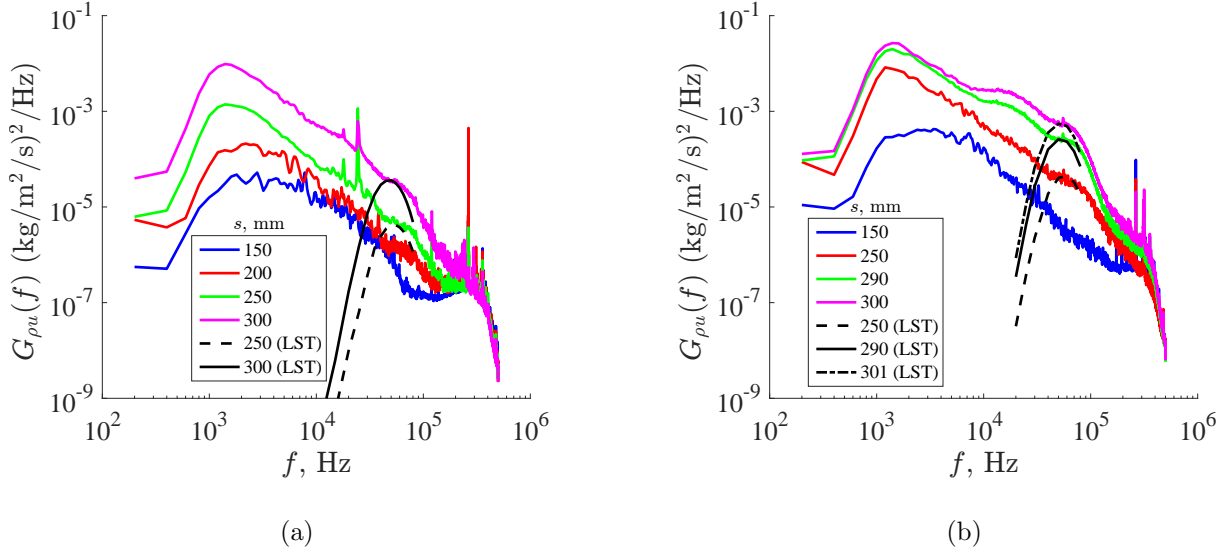 10^-1
10^-3
10^-5
10^-7
10^-9
G_ρu(f) (kg/m^2/s)^2/Hz)
s, mm
150
200
250
300
250 (LST)
300 (LST)
10^2
10^3
10^4
10^5
10^6
f, Hz
(a)
10^-1
10^-3
10^-5
10^-7
10^-9
G_ρu(f) (kg/m^2/s)^2/Hz)
s, mm
150
250
290
300
250 (LST)
290 (LST)
301 (LST)
10^2
10^3
10^4
10^5
10^6
f, Hz
(b)